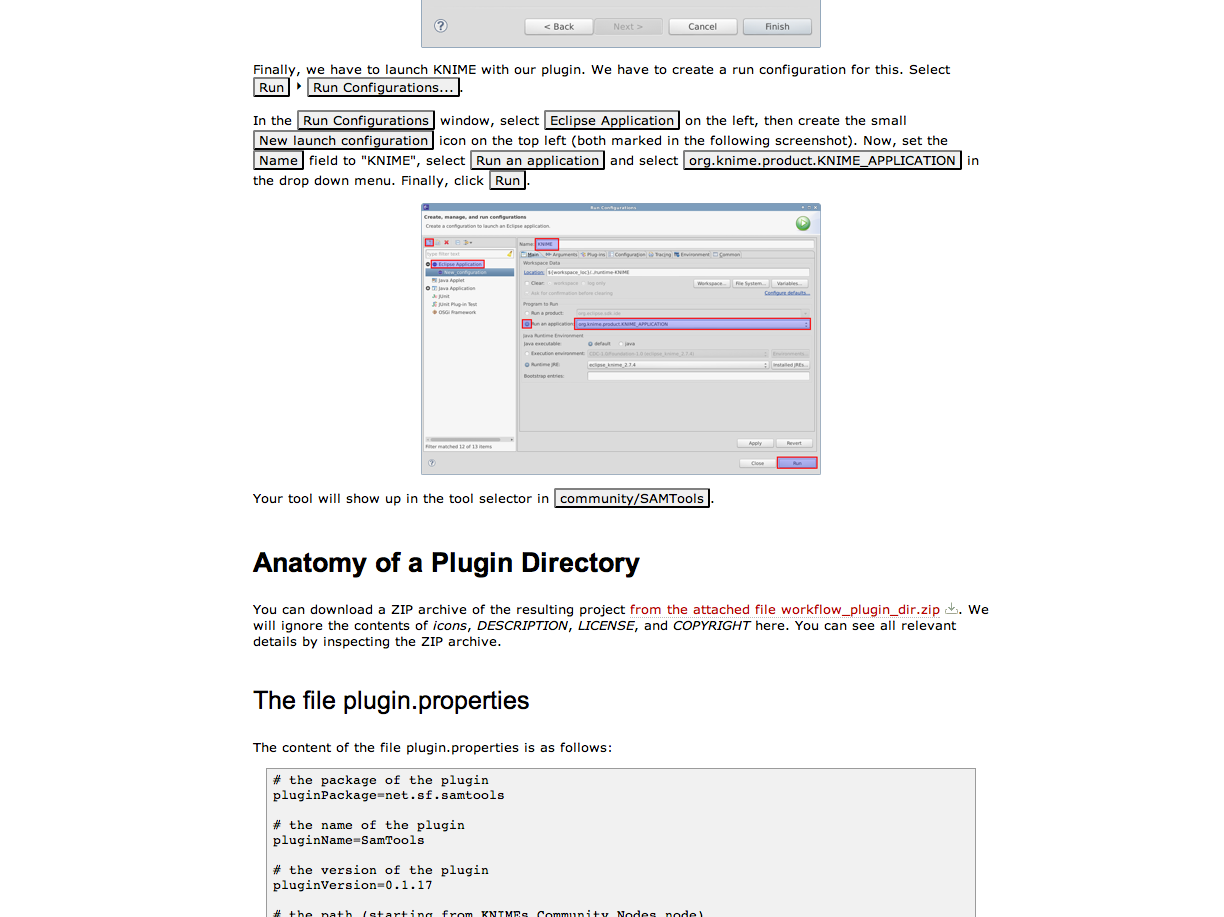 < Back Next > Cancel Finish
Finally, we have to launch KNIME with our plugin. We have to create a run configuration for this. Select
Run ‣ Run Configurations... .
In the Run Configurations window, select Eclipse Application on the left, then create the small
New launch configuration icon on the top left (both marked in the following screenshot). Now, set the
Name field to "KNIME", select Run an application and select org.knime.product.KNIME_APPLICATION in
the drop down menu. Finally, click Run .
Run Configurations
Create, manage, and run configurations
Create a configuration to launch an Eclipse application.
Name: KNIME
type filter text
Main Arguments Plug-ins Configuration Tracing Environment Common
Eclipse Application
New_configuration
Java Applet
Java Application
JUnit
JUnit Plug-in Test
OSGi Framework
Workspace Data
Location: ${workspace_loc}/../runtime-KNIME
Clear: workspace log only
Workspace... File System... Variables...
Ask for confirmation before clearing
Configure defaults...
Program to Run
Run a product: org.eclipse.sdk.ide
Run an application: org.knime.product.KNIME_APPLICATION
Java Runtime Environment
Java executable: default java
Execution environment:
Environments...
Runtime JRE: eclipse_knime_2.7.4 Installed JREs...
Bootstrap entries:
Apply Revert
Filter matched 12 of 13 items
Close Run
Your tool will show up in the tool selector in community/SAMTools .
Anatomy of a Plugin Directory
You can download a ZIP archive of the resulting project from the attached file workflow_plugin_dir.zip . We
will ignore the contents of icons, DESCRIPTION, LICENSE, and COPYRIGHT here. You can see all relevant
details by inspecting the ZIP archive.
The file plugin.properties
The content of the file plugin.properties is as follows:
# the package of the plugin
pluginPackage=net.sf.samtools
# the name of the plugin
pluginName=SamTools
# the version of the plugin
pluginVersion=0.1.17
# the path (starting from KNIMEs Community Nodes node)